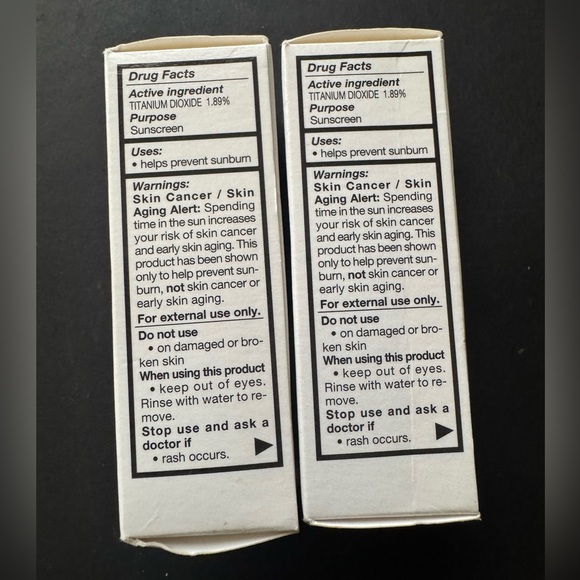 Drug Facts
Active ingredient
TITANIUM DIOXIDE 1.89%
Purpose
Sunscreen
Uses:
• helps prevent sunburn
Warnings:
Skin Cancer / Skin
Aging Alert: Spending
time in the sun increases
your risk of skin cancer
and early skin aging. This
product has been shown
only to help prevent sun-
burn, not skin cancer or
early skin aging.
For external use only.
Do not use
• on damaged or bro-
ken skin
When using this product
• keep out of eyes.
Rinse with water to re-
move.
Stop use and ask a
doctor if
• rash occurs.
Drug Facts
Active ingredient
TITANIUM DIOXIDE 1.89%
Purpose
Sunscreen
Uses:
• helps prevent sunburn
Warnings:
Skin Cancer / Skin
Aging Alert: Spending
time in the sun increases
your risk of skin cancer
and early skin aging. This
product has been shown
only to help prevent sun-
burn, not skin cancer or
early skin aging.
For external use only.
Do not use
• on damaged or bro-
ken skin
When using this product
• keep out of eyes.
Rinse with water to re-
move.
Stop use and ask a
doctor if
• rash occurs.